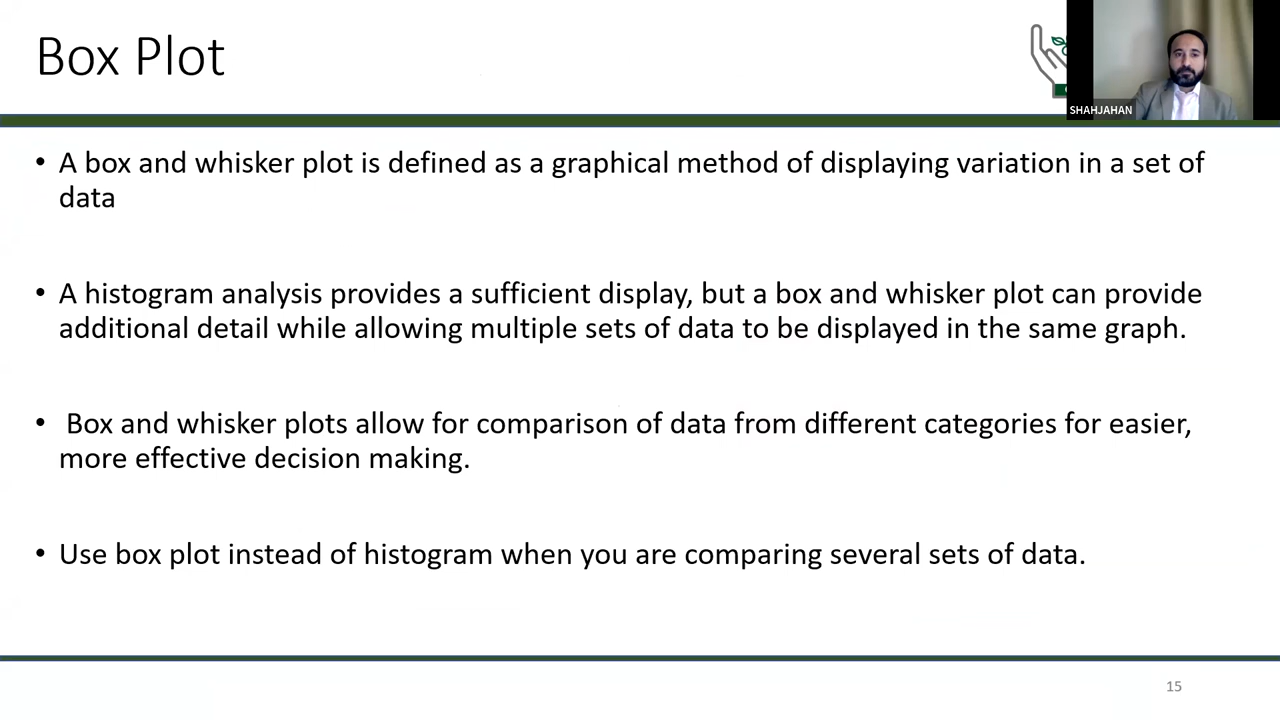 Box Plot
SHAHJAHAN
• A box and whisker plot is defined as a graphical method of displaying variation in a set of
data
• A histogram analysis provides a sufficient display, but a box and whisker plot can provide
additional detail while allowing multiple sets of data to be displayed in the same graph.
• Box and whisker plots allow for comparison of data from different categories for easier,
more effective decision making.
• Use box plot instead of histogram when you are comparing several sets of data.
15